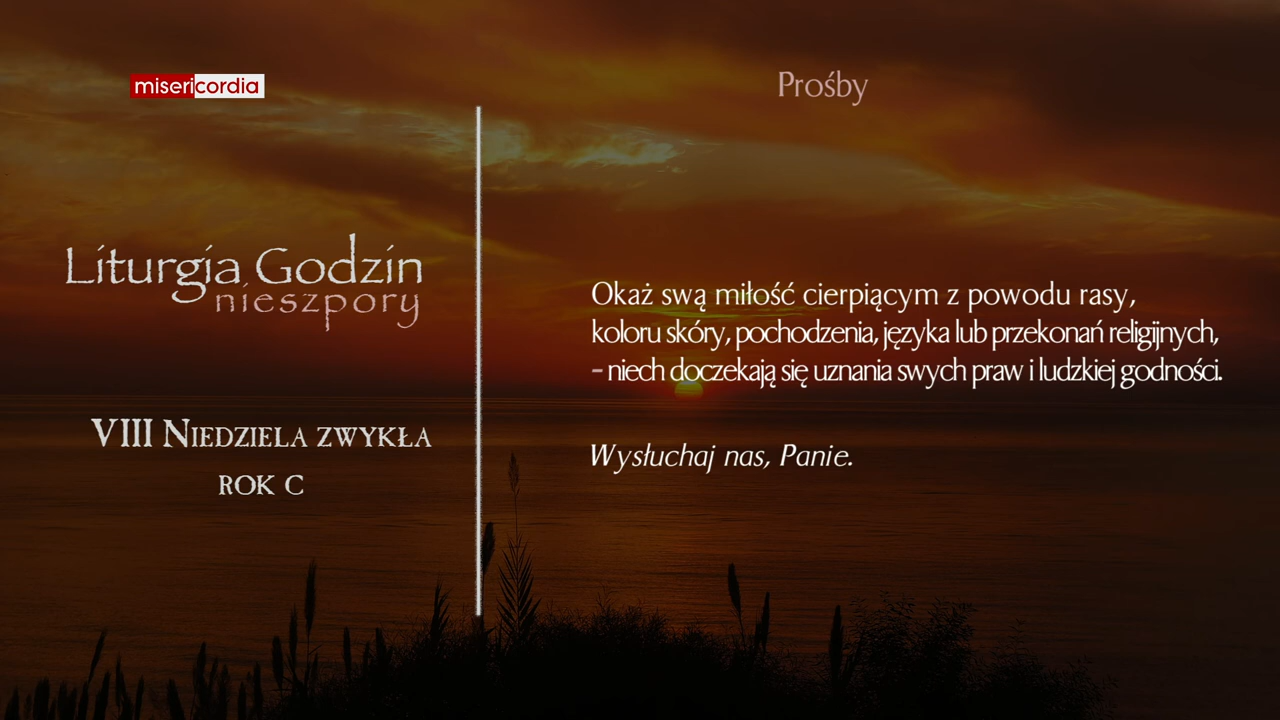 misericordia
Prośby
Liturgia Godzin
nieszpory
VIII Niedziela zwykła
rok C
Okaż swą miłość cierpiącym z powodu rasy,
koloru skóry, pochodzenia, języka lub przekonań religijnych,
- niech doczekają się uznania swych praw i ludzkiej godności.
Wysłuchaj nas, Panie.